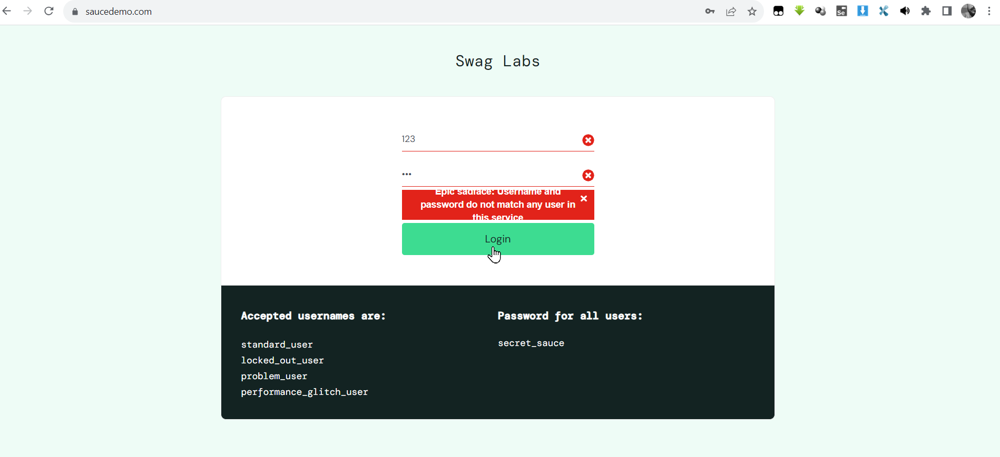 saucedemo.com
Se
Swag Labs
123
•••
Epic sadface: Username and
password do not match any user in
this service
Login
Accepted usernames are:
standard_user
locked_out_user
problem_user
performance_glitch_user
Password for all users:
secret_sauce